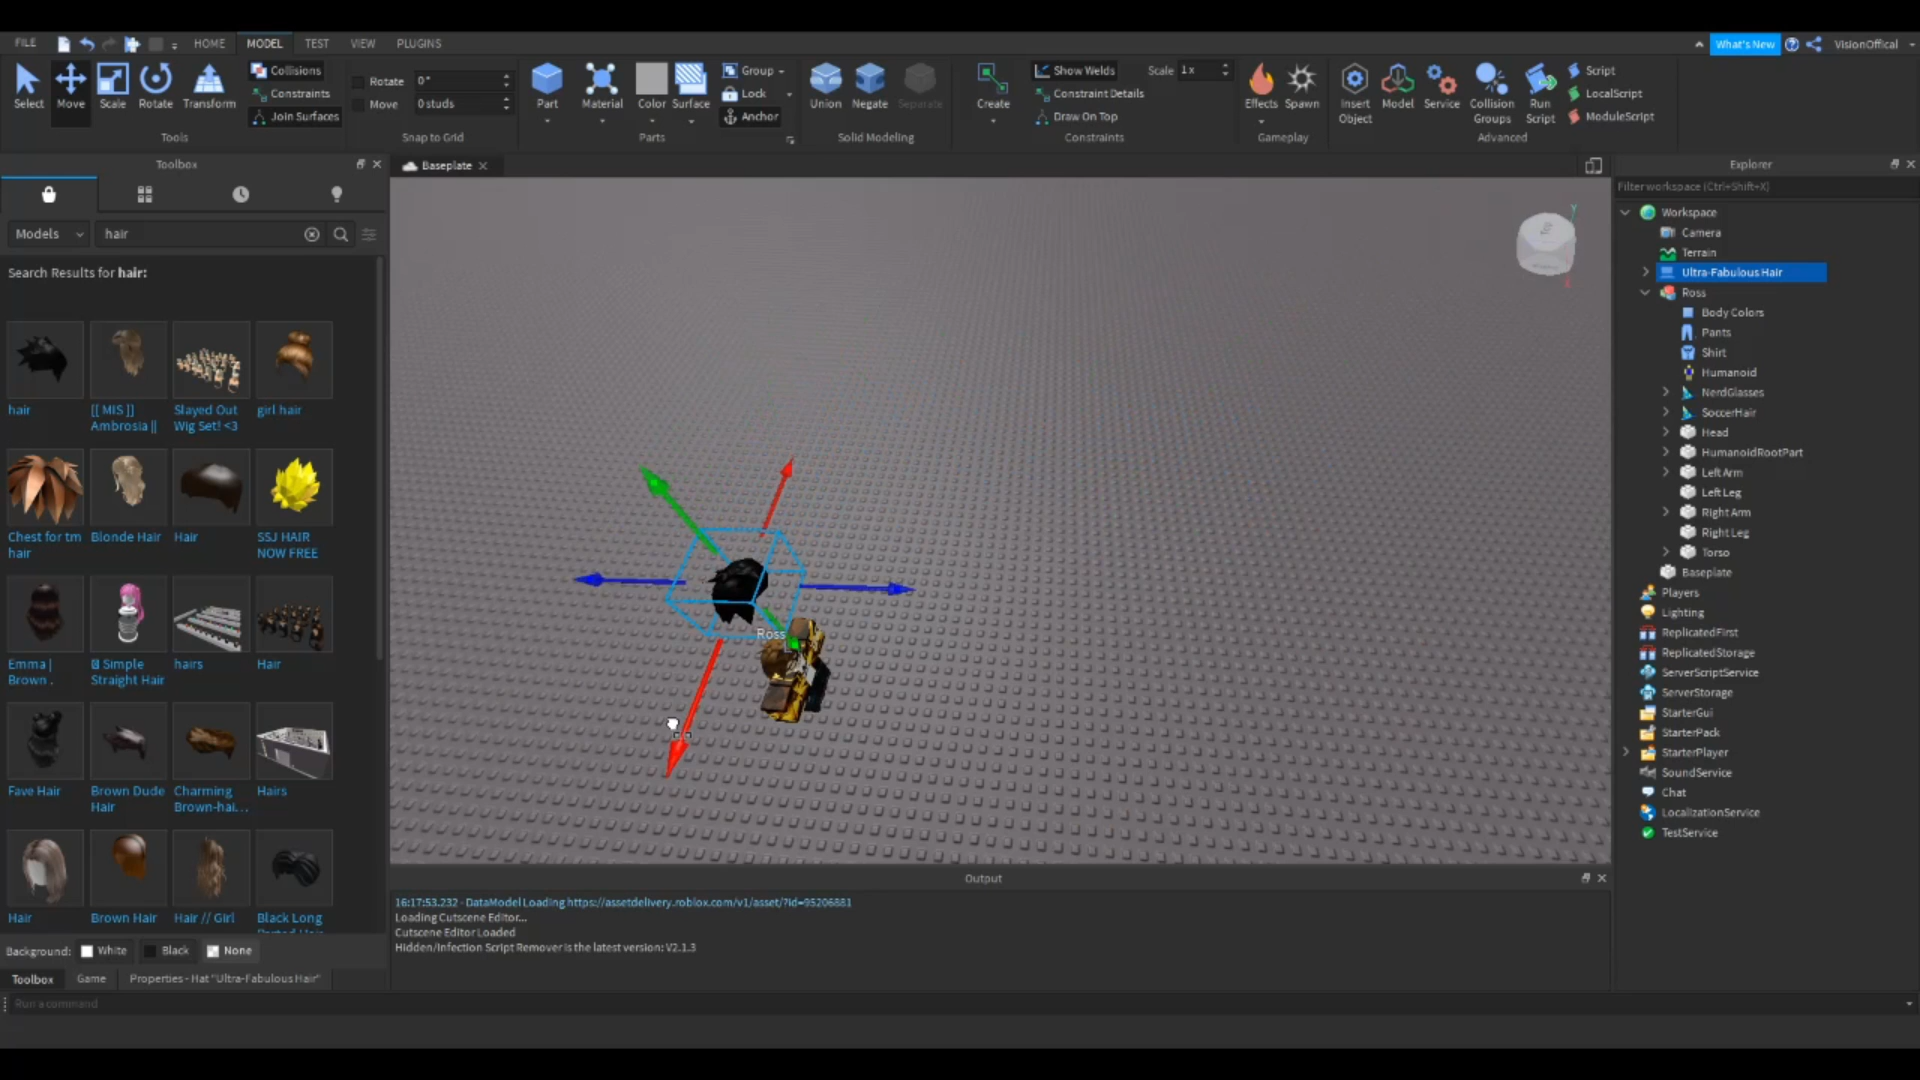 FILE
HOME
MODEL
TEST
VIEW
PLUGINS
What's New
VisionOffical
Select
Move
Scale
Rotate
Transform
Collisions
Constraints
Join Surfaces
Tools
Rotate 0°
Move 0 studs
Snap to Grid
Part
Material
Color
Surface
Group
Lock
Anchor
Parts
Union
Negate
Separate
Solid Modeling
Create
Show Welds
Scale 1x
Constraint Details
Draw On Top
Constraints
Effects
Spawn
Gameplay
Insert
Object
Model
Service
Collision
Groups
Run
Script
Script
LocalScript
ModuleScript
Advanced
Toolbox
Models
hair
Search Results for hair:
hair
[[ MIS ]]
Ambrosia ||
Slayed Out
Wig Set! <3
girl hair
Chest for tm
hair
Blonde Hair
Hair
SSJ HAIR
NOW FREE
Emma |
Brown .
Simple
Straight Hair
hairs
Hair
Fave Hair
Brown Dude
Hair
Charming
Brown-hai...
Hairs
Hair
Brown Hair
Hair // Girl
Black Long
Background: White Black None
Toolbox
Game
Properties - Hat "Ultra-Fabulous Hair"
Run a command
Baseplate
Ross
Output
16:17:53.232 - DataModel Loading https://assetdelivery.roblox.com/v1/asset/?id=95206881
Loading Cutscene Editor...
Cutscene Editor Loaded
Hidden/Infection Script Remover is the latest version: V2.1.3
Explorer
Filter workspace (Ctrl+Shift+X)
Workspace
Camera
Terrain
Ultra-Fabulous Hair
Ross
Body Colors
Pants
Shirt
Humanoid
NerdGlasses
SoccerHair
Head
HumanoidRootPart
Left Arm
Left Leg
Right Arm
Right Leg
Torso
Baseplate
Players
Lighting
ReplicatedFirst
ReplicatedStorage
ServerScriptService
ServerStorage
StarterGui
StarterPack
StarterPlayer
SoundService
Chat
LocalizationService
TestService